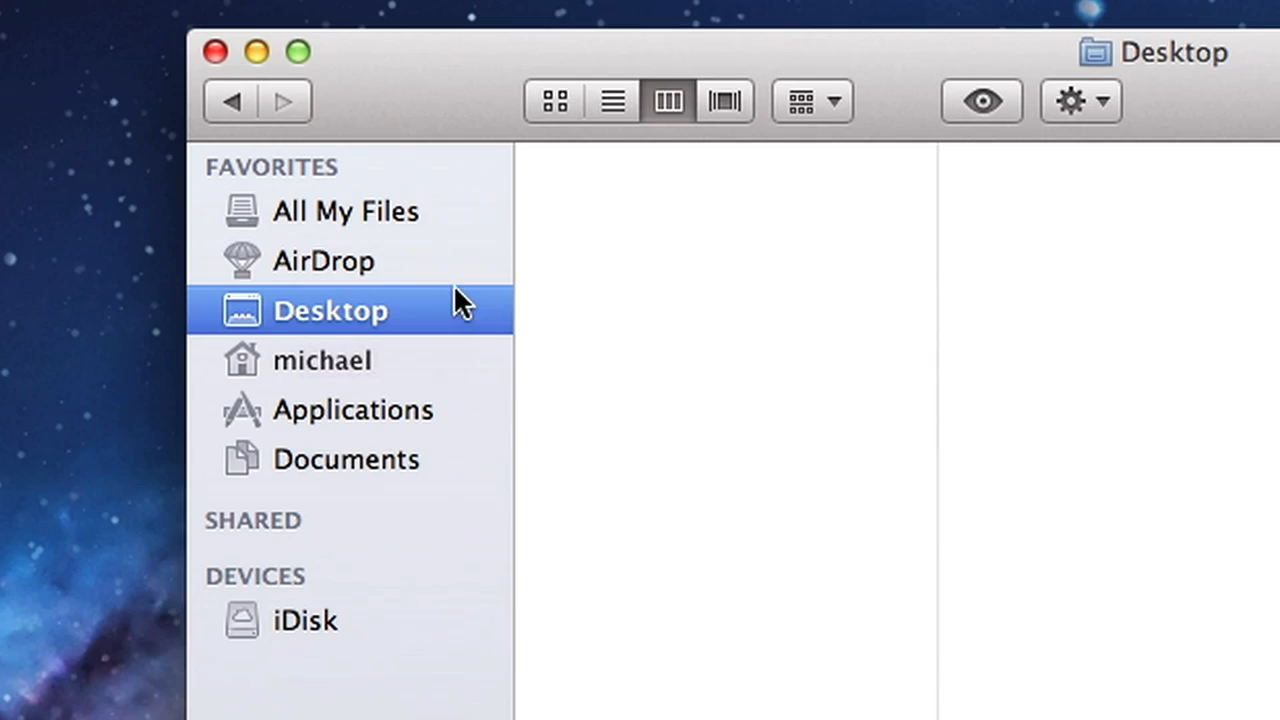 Desktop
FAVORITES
All My Files
AirDrop
Desktop
michael
Applications
Documents
SHARED
DEVICES
iDisk